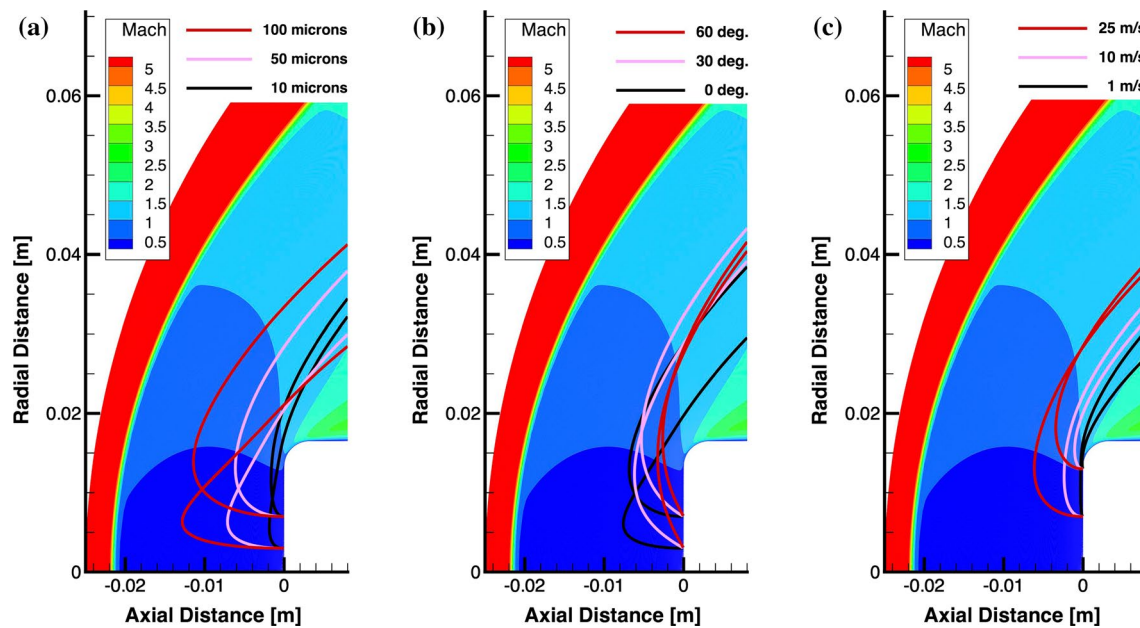 (a)
Mach
5
4.5
4
3.5
3
2.5
2
1.5
1
0.5
100 microns
50 microns
10 microns
Radial Distance [m]
0.06
0.04
0.02
0
-0.02
-0.01
0
Axial Distance [m]
(b)
Mach
5
4.5
4
3.5
3
2.5
2
1.5
1
0.5
60 deg.
30 deg.
0 deg.
Radial Distance [m]
0.06
0.04
0.02
0
-0.02
-0.01
0
Axial Distance [m]
(c)
Mach
5
4.5
4
3.5
3
2.5
2
1.5
1
0.5
25 m/s
10 m/s
1 m/s
Radial Distance [m]
0.06
0.04
0.02
0
-0.02
-0.01
0
Axial Distance [m]